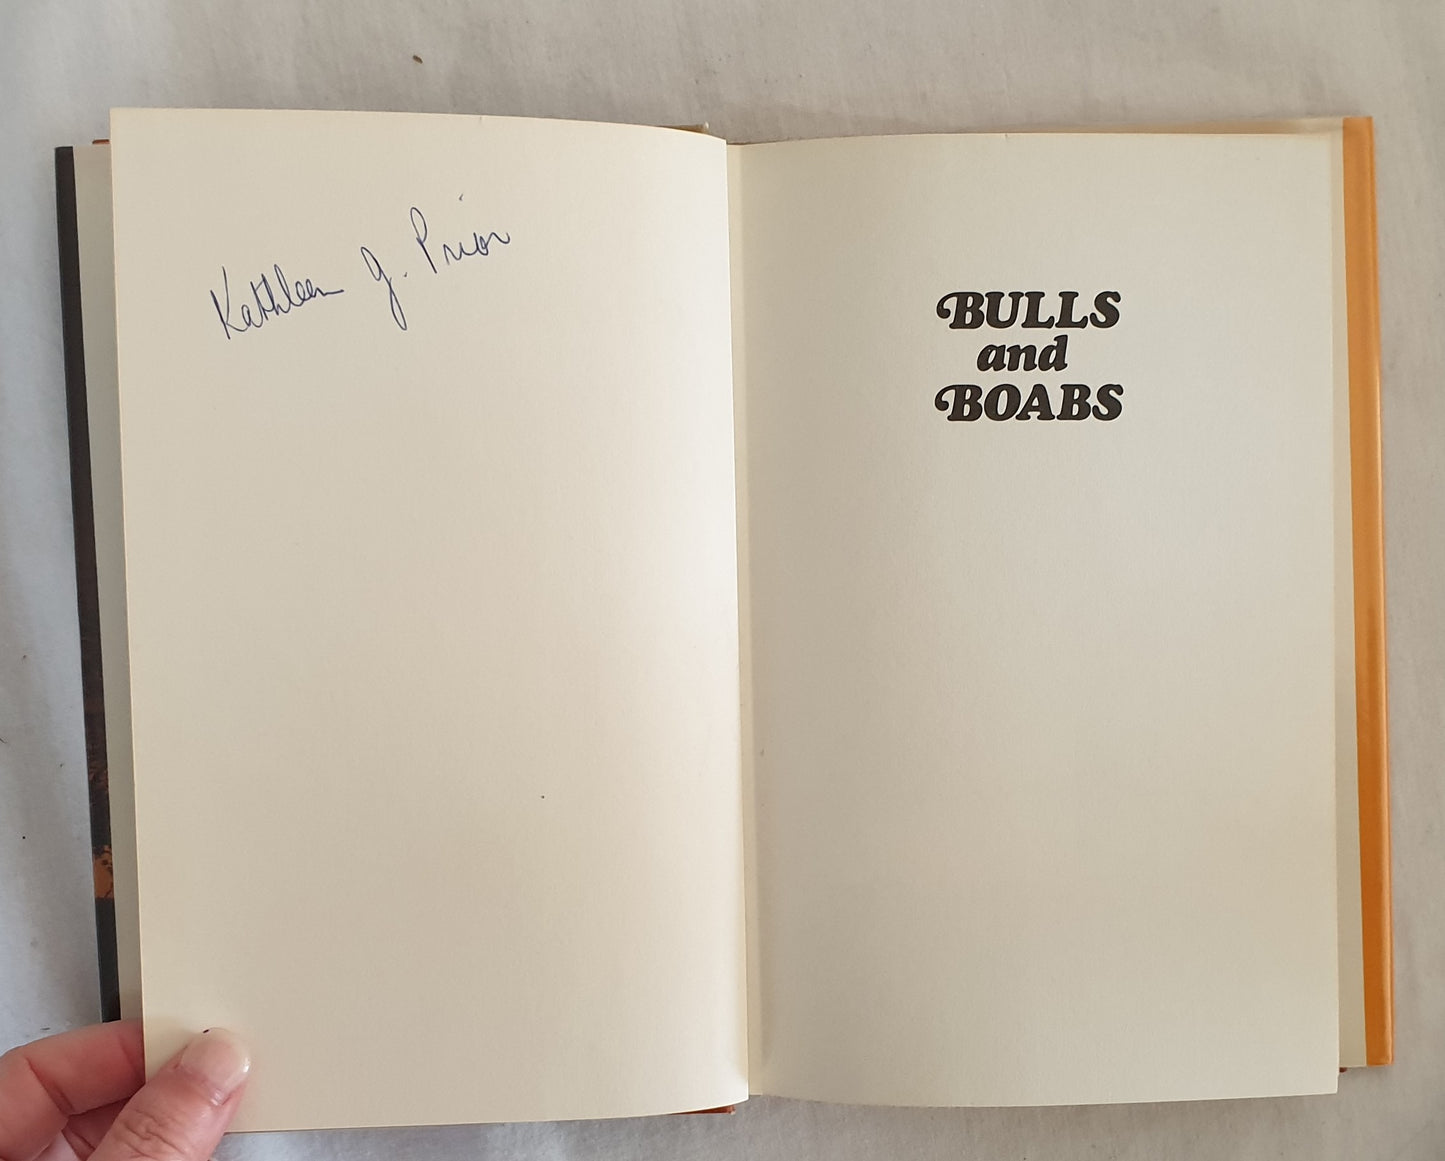 Kathleen G. Prior
BULLS
and
BOABS